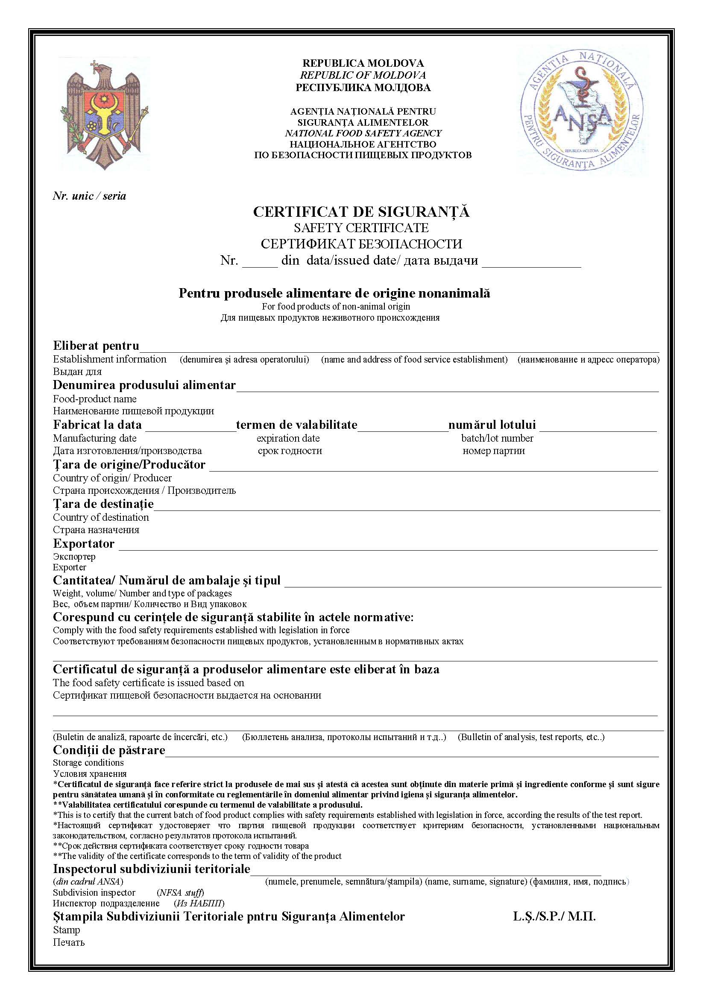 REPUBLICA MOLDOVA
REPUBLIC OF MOLDOVA
РЕСПУБЛИКА МОЛДОВА
AGENŢIA NAŢIONALĂ PENTRU
SIGURANŢA ALIMENTELOR
NATIONAL FOOD SAFETY AGENCY
НАЦИОНАЛЬНОЕ АГЕНТСТВО
ПО БЕЗОПАСНОСТИ ПИЩЕВЫХ ПРОДУКТОВ
AGENŢIA NAŢIONALĂ
PENTRU SIGURANŢA ALIMENTELOR
ANSA
REPUBLICA MOLDOVA
Nr. unic / seria
CERTIFICAT DE SIGURANȚĂ
SAFETY CERTIFICATE
СЕРТИФИКАТ БЕЗОПАСНОСТИ
Nr. _____ din data/issued date/ дата выдачи ______________
Pentru produsele alimentare de origine nonanimală
For food products of non-animal origin
Для пищевых продуктов неживотного происхождения
Eliberat pentru
Establishment information (denumirea şi adresa operatorului) (name and address of food service establishment) (наименование и адресс оператора)
Выдан для
Denumirea produsului alimentar
Food-product name
Наименование пищевой продукции
Fabricat la data ______________termen de valabilitate______________numărul lotului __________________
Manufacturing date expiration date batch/lot number
Дата изготовления/производства срок годности номер партии
Ţara de origine/Producător
Country of origin/ Producer
Страна происхождения / Производитель
Ţara de destinație
Country of destination
Страна назначения
Exportator
Экспортер
Exporter
Cantitatea/ Numărul de ambalaje şi tipul
Weight, volume/ Number and type of packages
Вес, объем партии/ Количество и Вид упаковок
Corespund cu cerințele de siguranță stabilite în actele normative:
Comply with the food safety requirements established with legislation in force
Соответствуют требованиям безопасности пищевых продуктов, установленным в нормативных актах
Certificatul de siguranță a produselor alimentare este eliberat în baza
The food safety certificate is issued based on
Сертификат пищевой безопасности выдается на основании
(Buletin de analiză, rapoarte de încercări, etc.) (Бюллетень анализа, протоколы испытаний и т.д..) (Bulletin of analysis, test reports, etc..)
Condiţii de păstrare
Storage conditions
Условия хранения
*Certificatul de siguranță face referire strict la produsele de mai sus și atestă că acestea sunt obținute din materie primă și ingrediente conforme și sunt sigure
pentru sănătatea umană și în conformitate cu reglementările în domeniul alimentar privind igiena și siguranța alimentelor.
**Valabilitatea certificatului corespunde cu termenul de valabilitate a produsului.
*This is to certify that the current batch of food product complies with safety requirements established with legislation in force, according the results of the test report.
*Настоящий сертификат удостоверяет что партия пищевой продукции соответствует критериям безопасности, установленными национальным
законодательством, согласно результатов протокола испытаний.
**Срок действия сертификата соответствует сроку годности товара
**The validity of the certificate corresponds to the term of validity of the product
Inspectorul subdiviziunii teritoriale
(din cadrul ANSA) (numele, prenumele, semnătura/ștampila) (name, surname, signature) (фамилия, имя, подпись)
Subdivision inspector (NFSA stuff)
Инспектор подразделение (Из НАБПП)
Ștampila Subdiviziunii Teritoriale pntru Siguranța Alimentelor L.Ş./S.P./ М.П.
Stamp
Печать